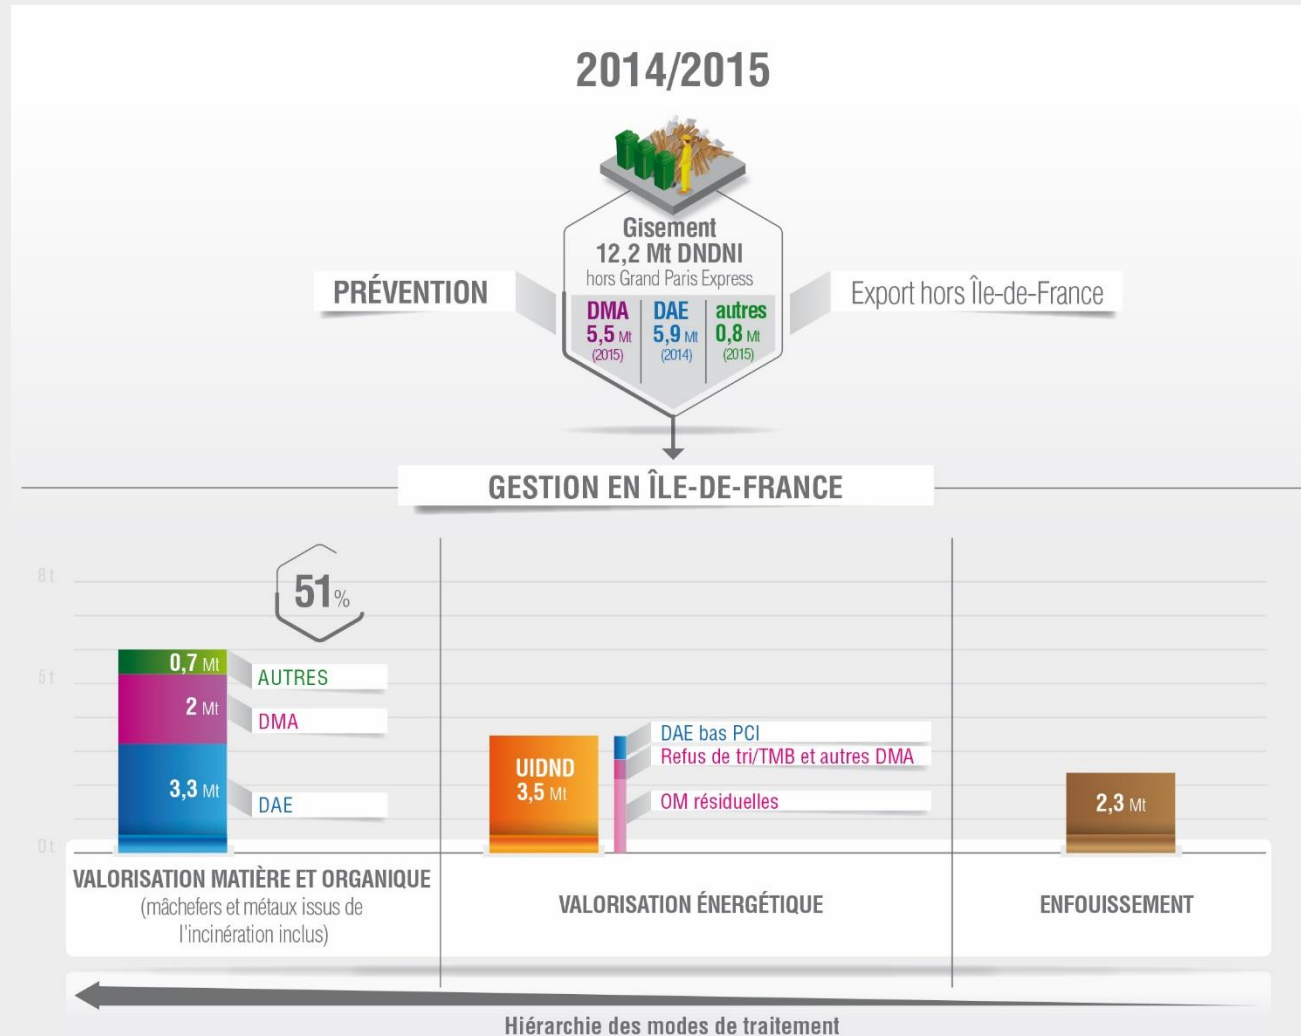 2014/2015
Gisement
12,2 Mt DNDNI
hors Grand Paris Express
PRÉVENTION
Export hors Île-de-France
DMA
5,5 Mt
(2015)
DAE
5,9 Mt
(2014)
autres
0,8 Mt
(2015)
GESTION EN ÎLE-DE-FRANCE
51%
5 t
0 t
0,7 Mt
AUTRES
2 Mt
DMA
3,3 Mt
DAE
UIDND
3,5 Mt
DAE bas PCI
Refus de tri/TMB et autres DMA
OM résiduelles
2,3 Mt
VALORISATION MATIÈRE ET ORGANIQUE
(mâchefers et métaux issus de
l'incinération inclus)
VALORISATION ÉNERGÉTIQUE
ENFOUISSEMENT
Hiérarchie des modes de traitement